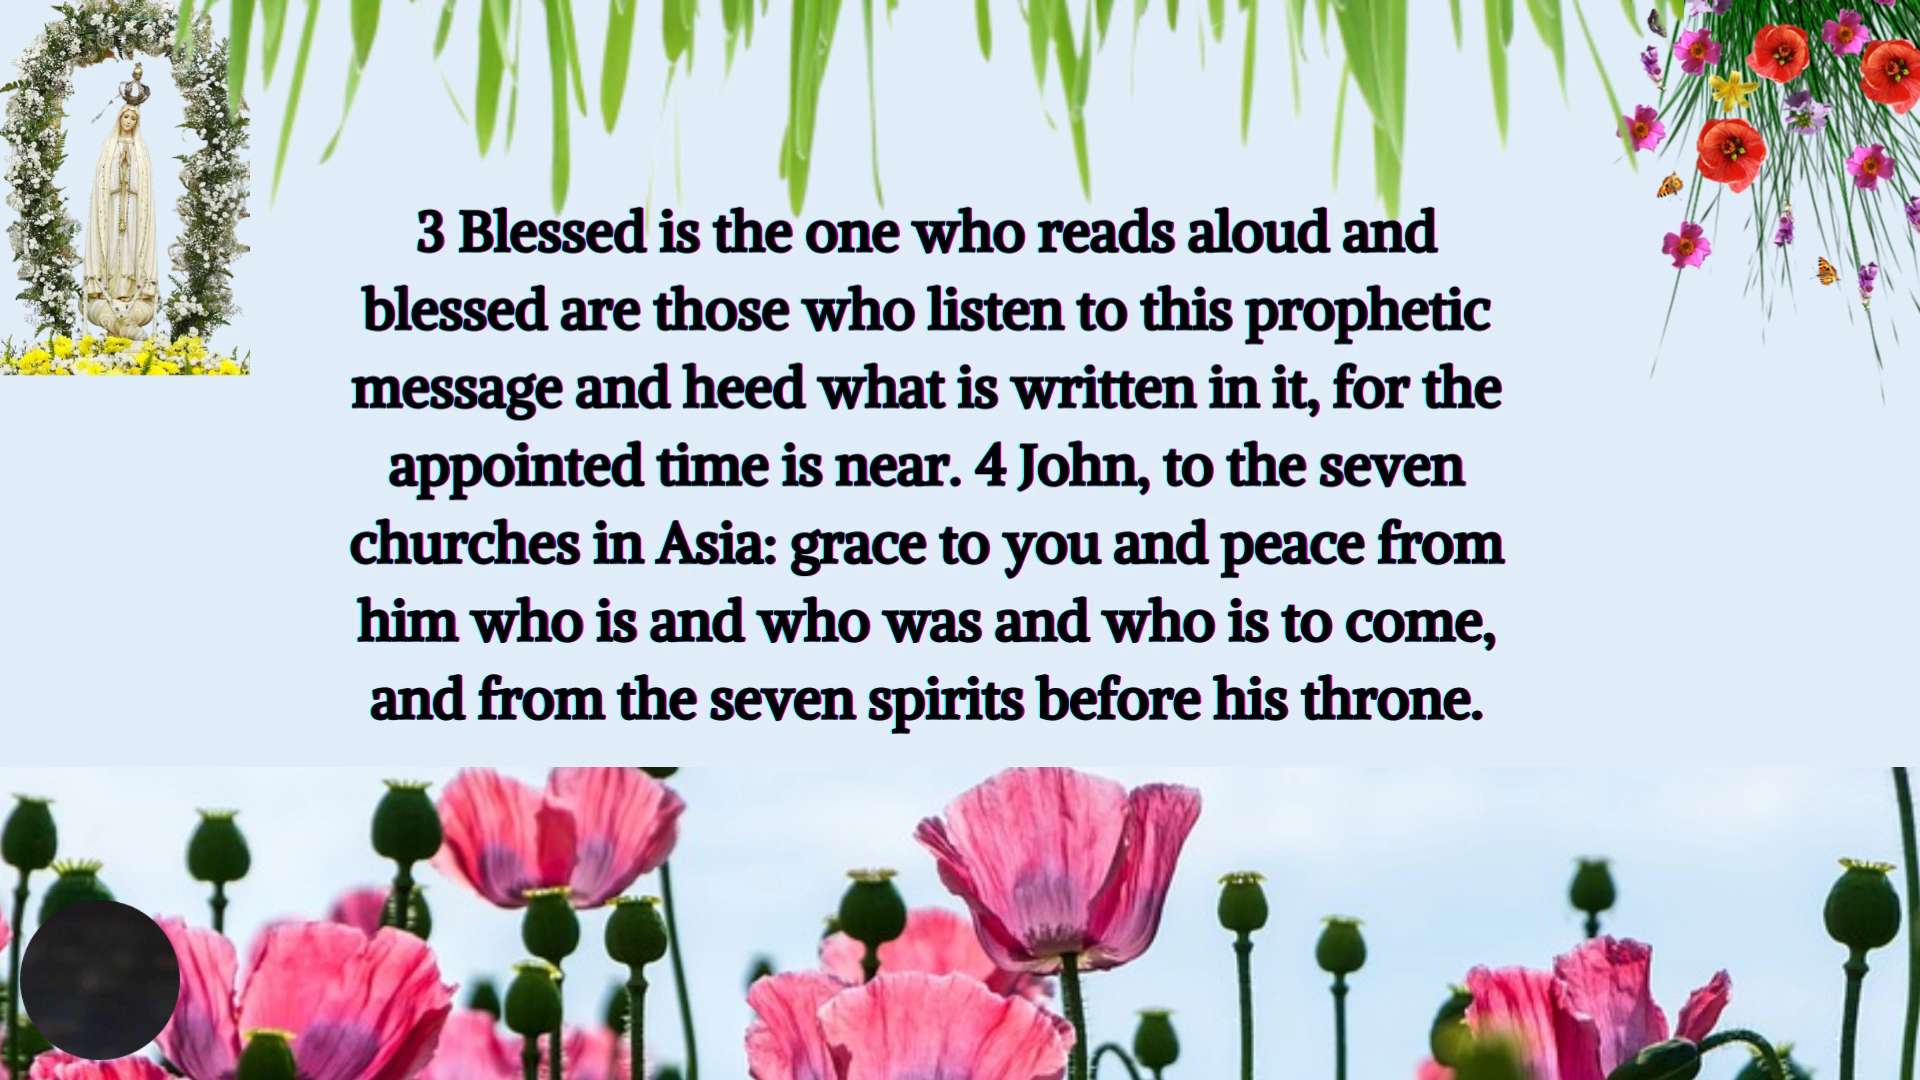 3 Blessed is the one who reads aloud and
blessed are those who listen to this prophetic
message and heed what is written in it, for the
appointed time is near. 4 John, to the seven
churches in Asia: grace to you and peace from
him who is and who was and who is to come,
and from the seven spirits before his throne.